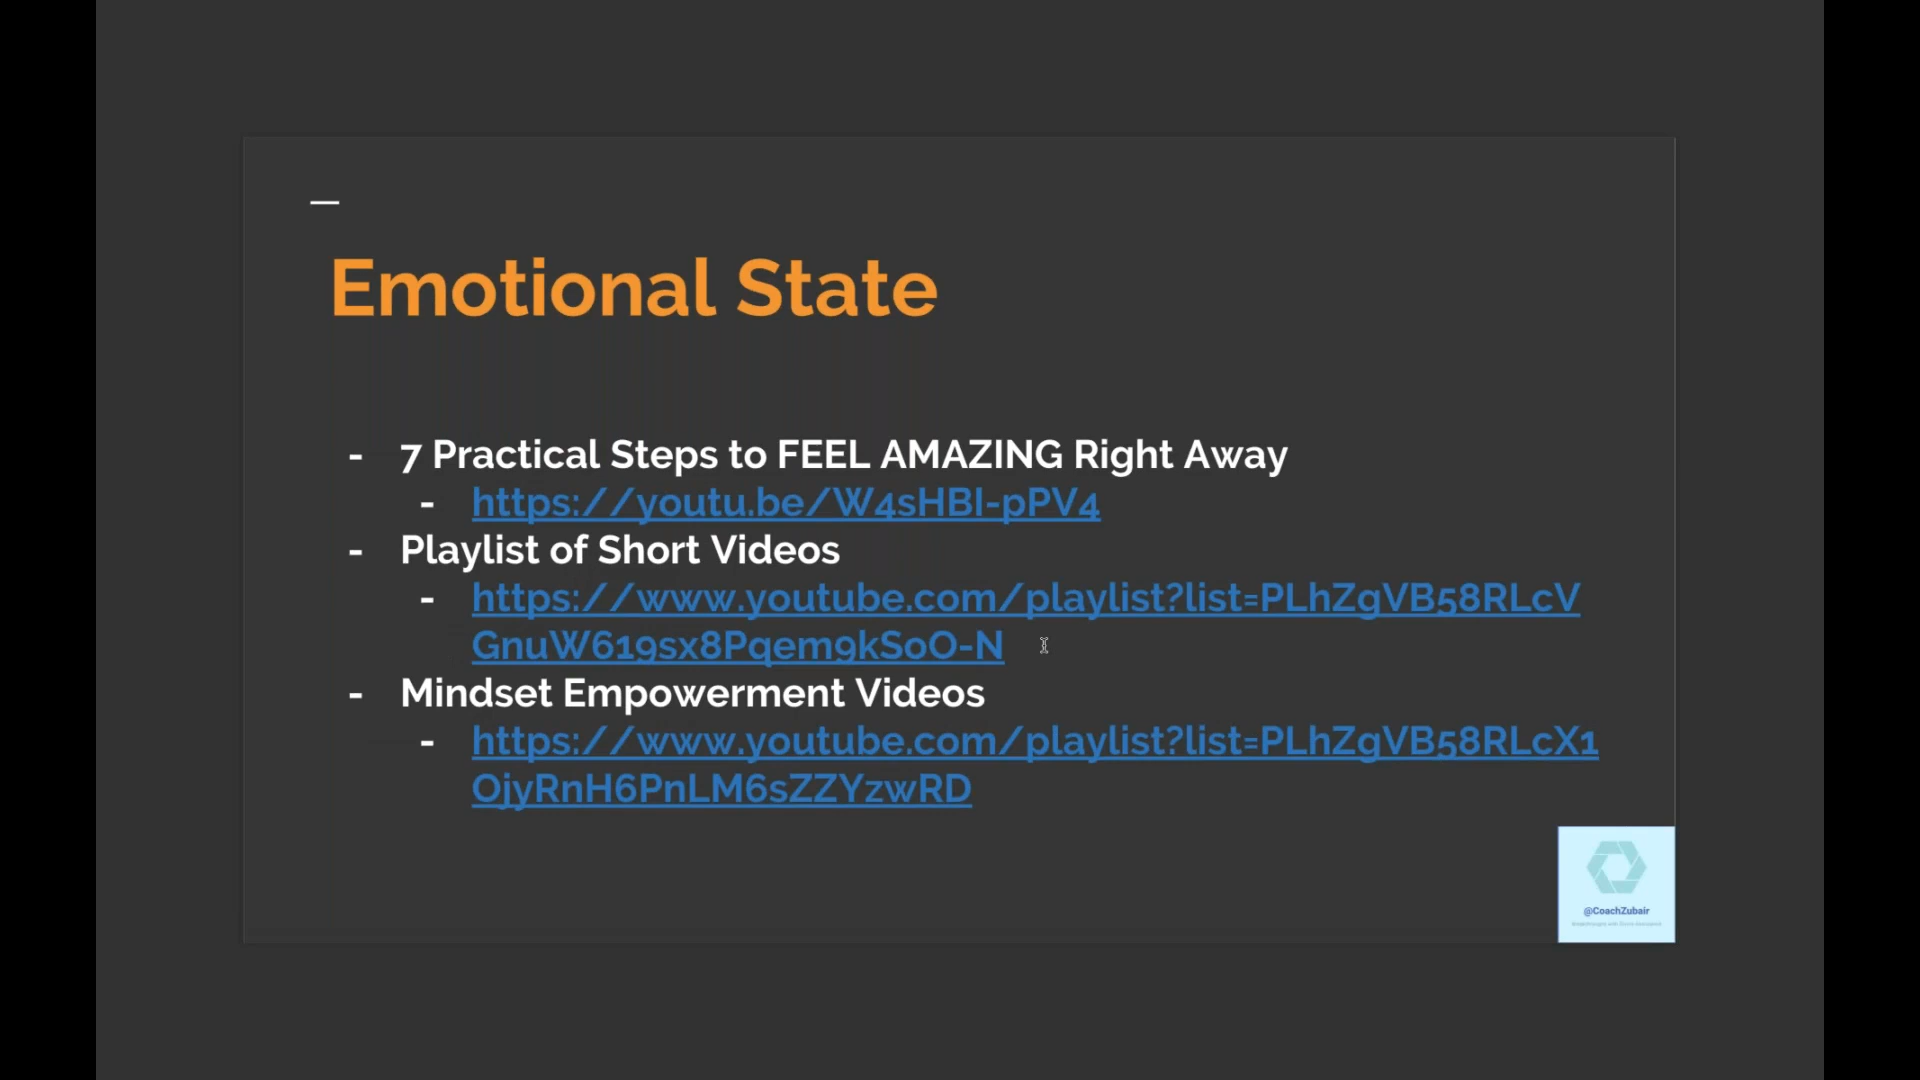 Emotional State
- 7 Practical Steps to FEEL AMAZING Right Away
- https://youtu.be/W4sHBI-pPV4
- Playlist of Short Videos
- https://www.youtube.com/playlist?list=PLhZgVB58RLcV
GnuW619sx8Pqem9kSoO-N
- Mindset Empowerment Videos
- https://www.youtube.com/playlist?list=PLhZgVB58RLcX1
OjyRnH6PnLM6sZZYzwRD
@CoachZubair